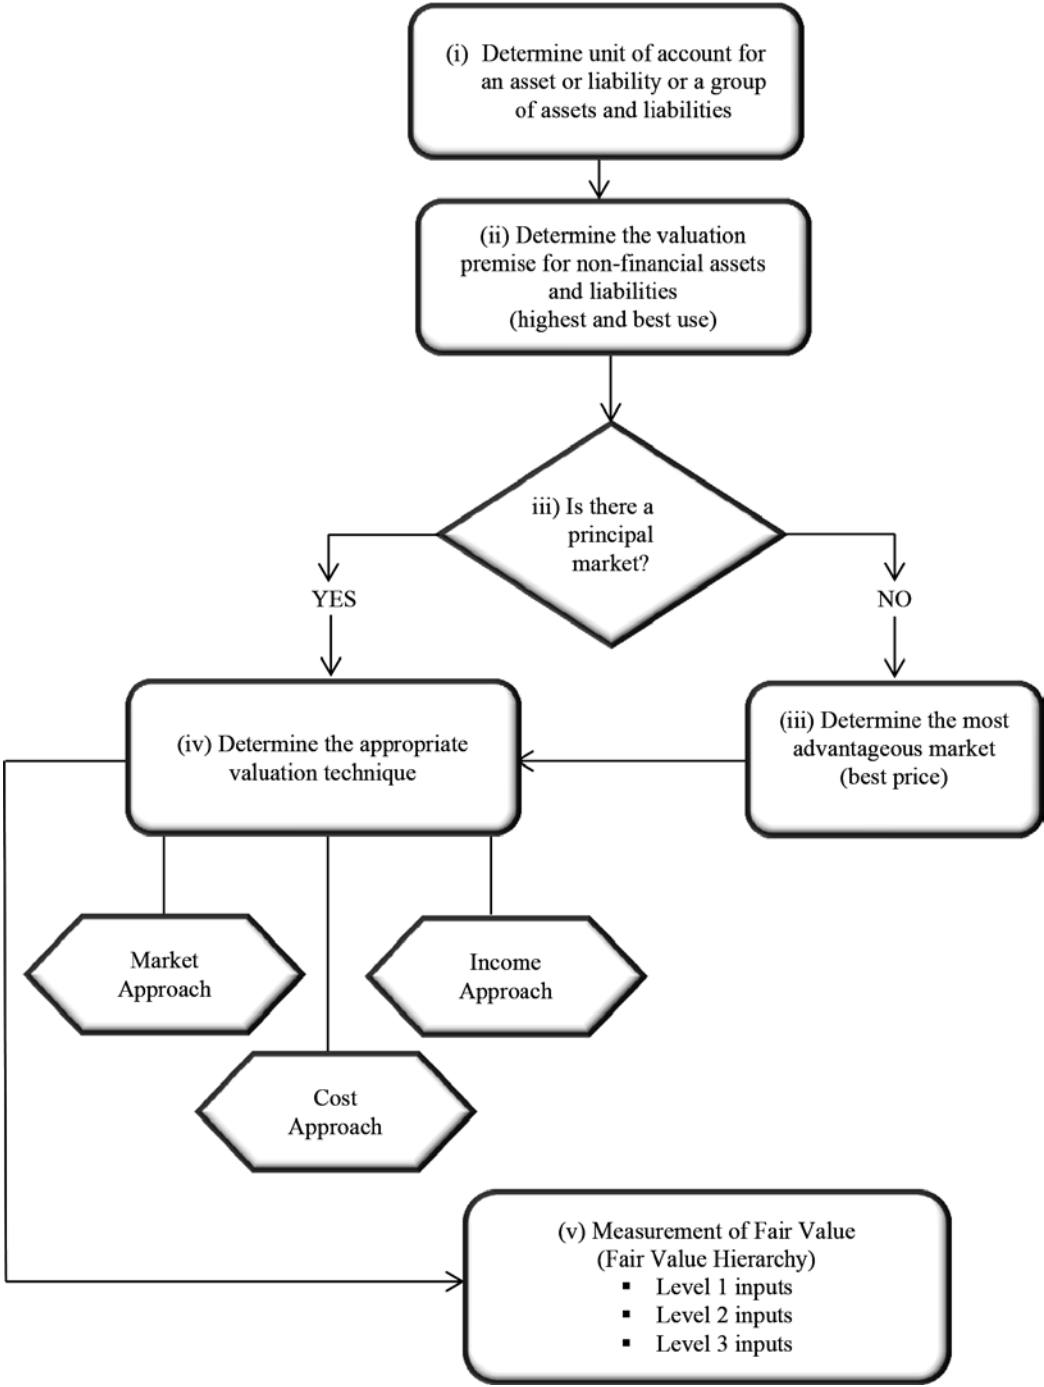 (i) Determine unit of account for
an asset or liability or a group
of assets and liabilities
(ii) Determine the valuation
premise for non-financial assets
and liabilities
(highest and best use)
iii) Is there a
principal
market?
YES
NO
(iv) Determine the appropriate
valuation technique
(iii) Determine the most
advantageous market
(best price)
Market
Approach
Income
Approach
Cost
Approach
(v) Measurement of Fair Value
(Fair Value Hierarchy)
▪ Level 1 inputs
▪ Level 2 inputs
▪ Level 3 inputs